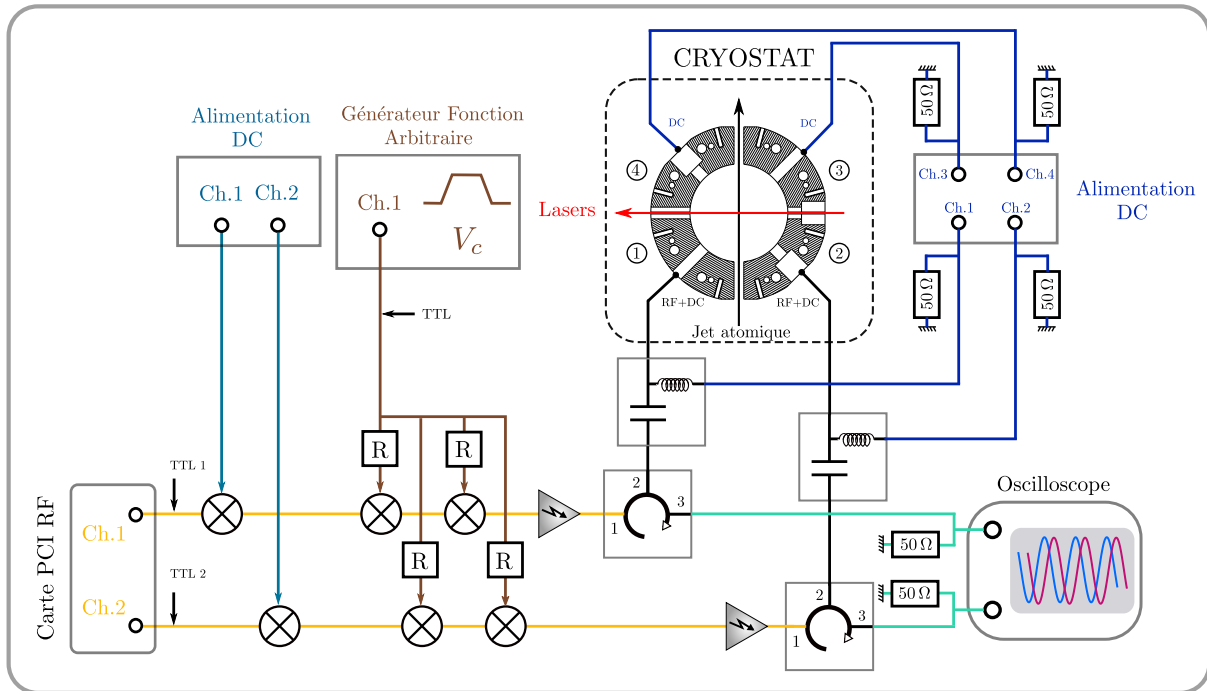 CRYOSTAT
Alimentation
DC
Ch.1
Ch.2
Générateur Fonction
Arbitraire
Ch.1
V_c
TTL
DC
DC
4
3
1
2
Lasers
RF+DC
RF+DC
Jet atomique
50 Ω
50 Ω
Ch.3
Ch.4
Ch.1
Ch.2
Alimentation
DC
50 Ω
50 Ω
R
R
R
R
Carte PCI RF
Ch.1
Ch.2
TTL 1
TTL 2
2
1
3
2
1
3
Oscilloscope
50 Ω
50 Ω